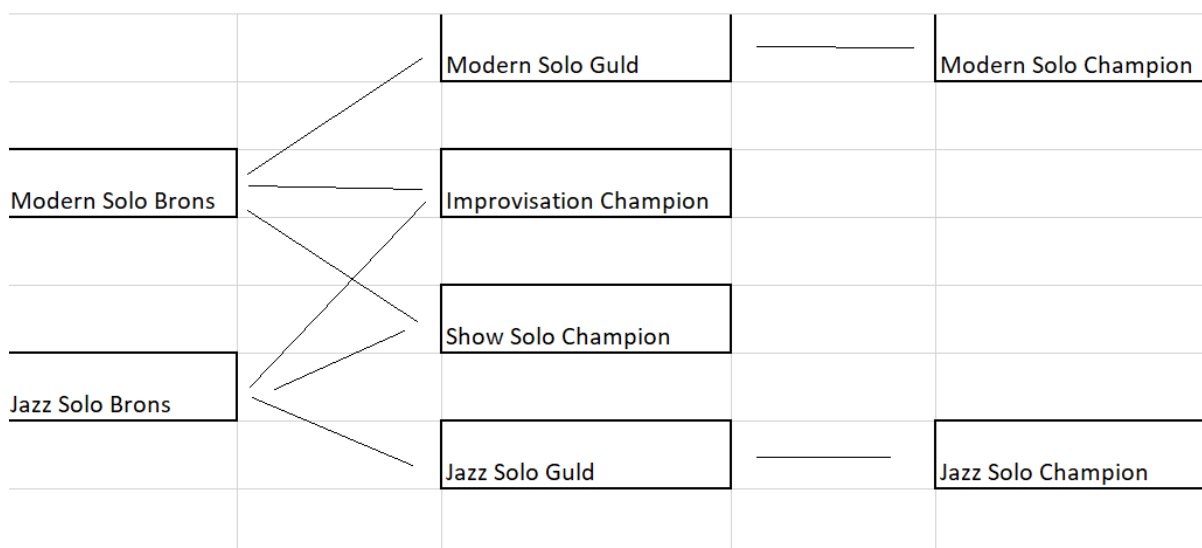 Modern Solo Guld
Modern Solo Champion
Modern Solo Brons
Improvisation Champion
Show Solo Champion
Jazz Solo Brons
Jazz Solo Guld
Jazz Solo Champion